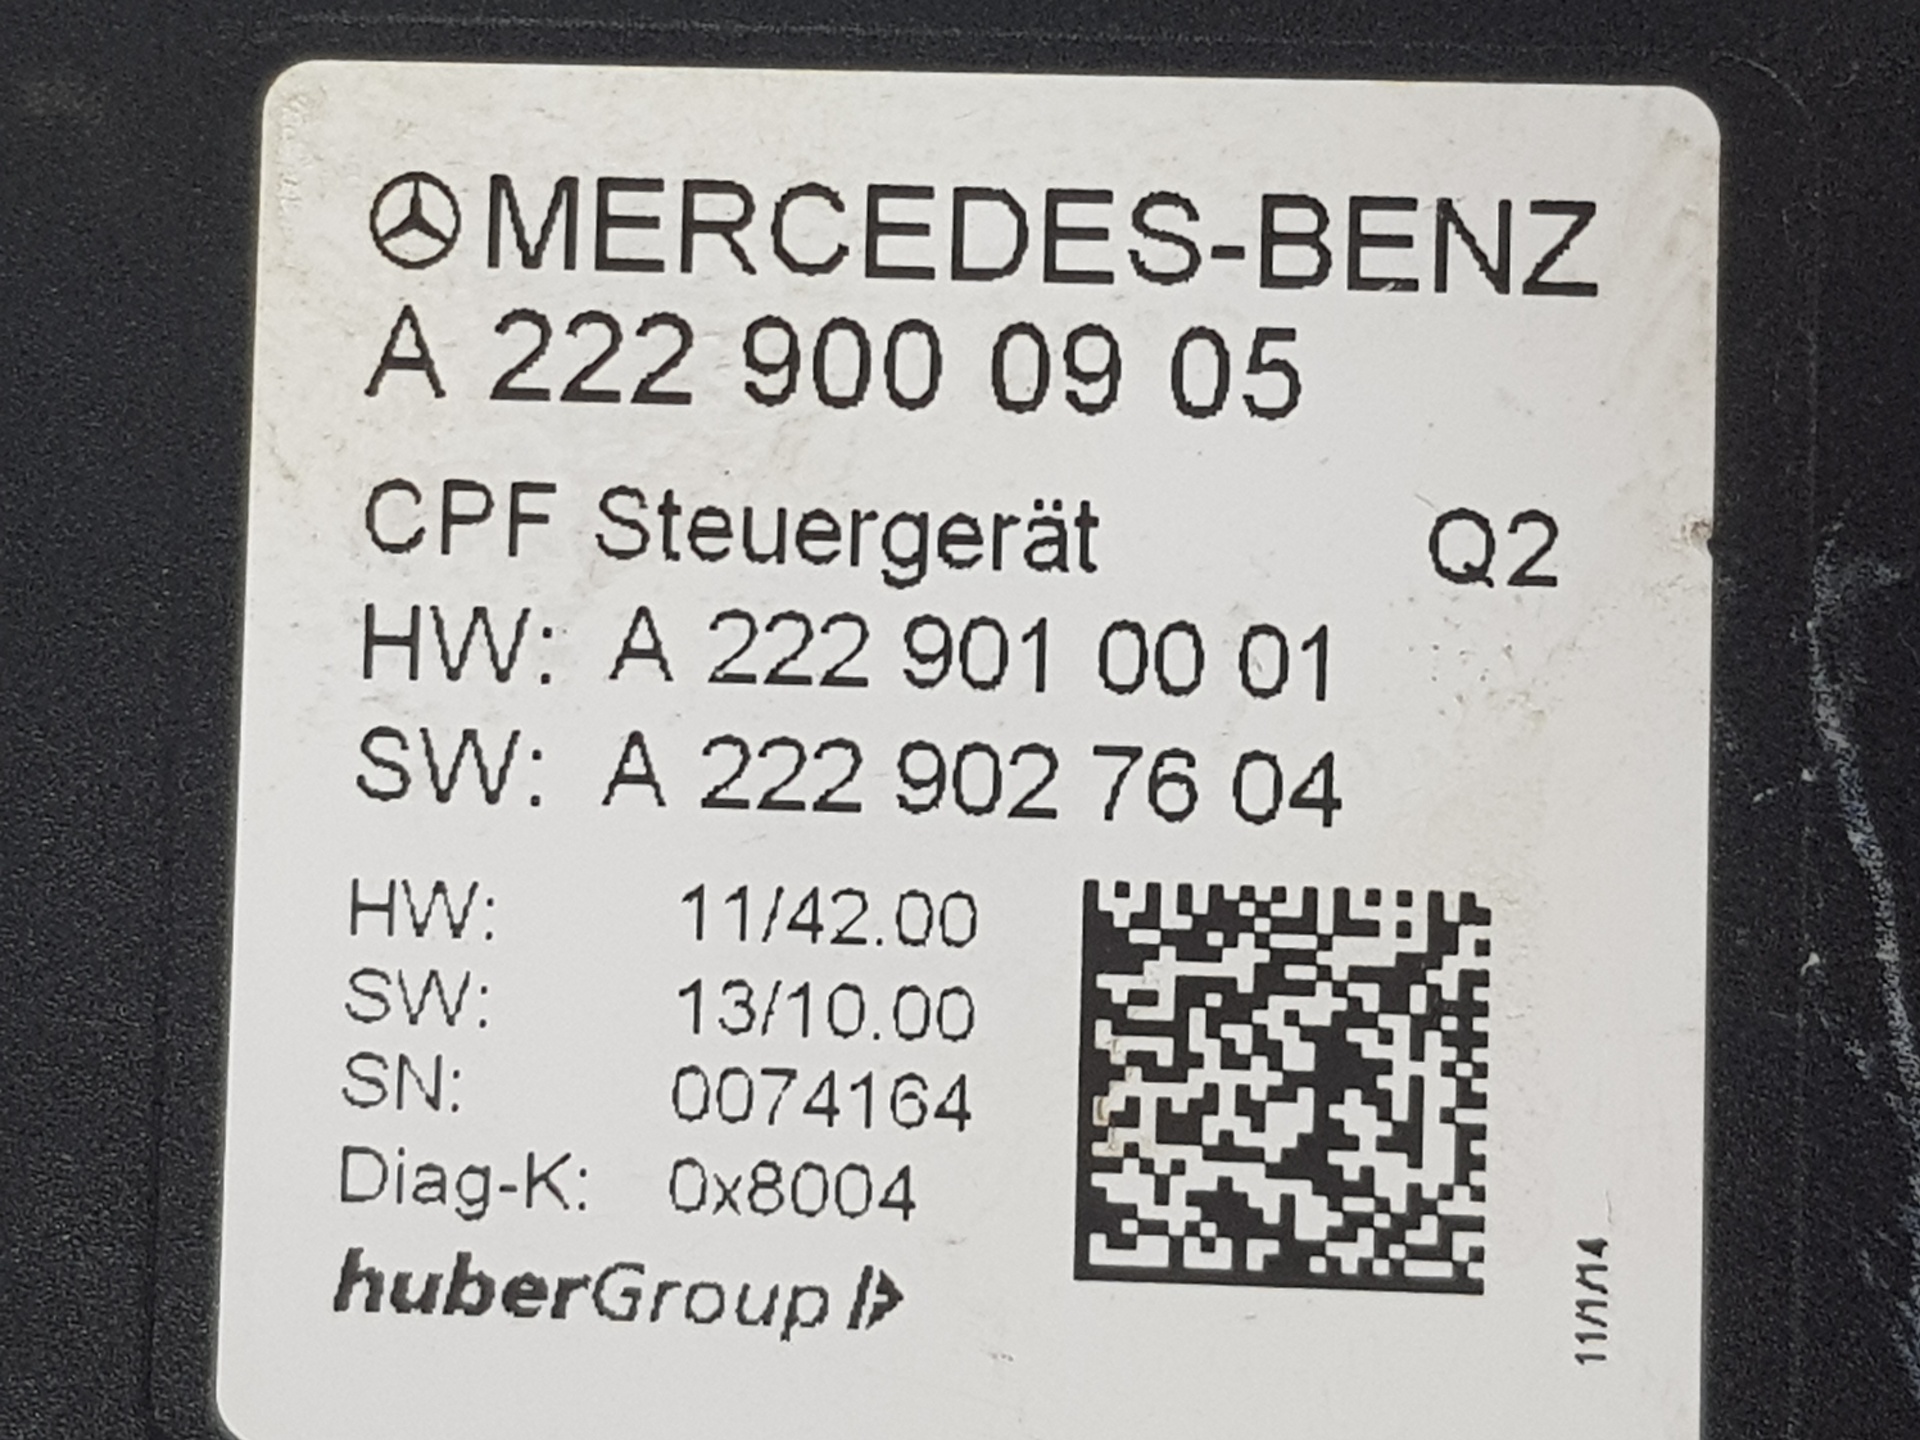 MERCEDES-BENZ
A 222 900 09 05
CPF Steuergerät Q2
HW: A 222 901 00 01
SW: A 222 902 76 04
HW: 11/42.00
SW: 13/10.00
SN: 0074164
Diag-K: 0x8004
huberGroup
11/1/14